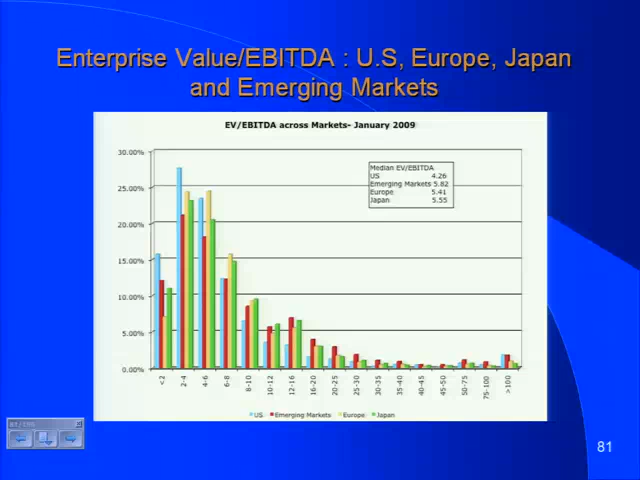 Enterprise Value/EBITDA : U.S, Europe, Japan
and Emerging Markets
EV/EBITDA across Markets- January 2009
30.00%
25.00%
20.00%
15.00%
10.00%
5.00%
0.00%
Median EV/EBITDA
US 4.26
Emerging Markets 5.82
Europe 5.41
Japan 5.55
<2
2-4
4-6
6-8
8-10
10-12
12-16
16-20
20-25
25-30
30-35
35-40
40-45
45-50
50-75
75-100
>100
US Emerging Markets Europe Japan
81